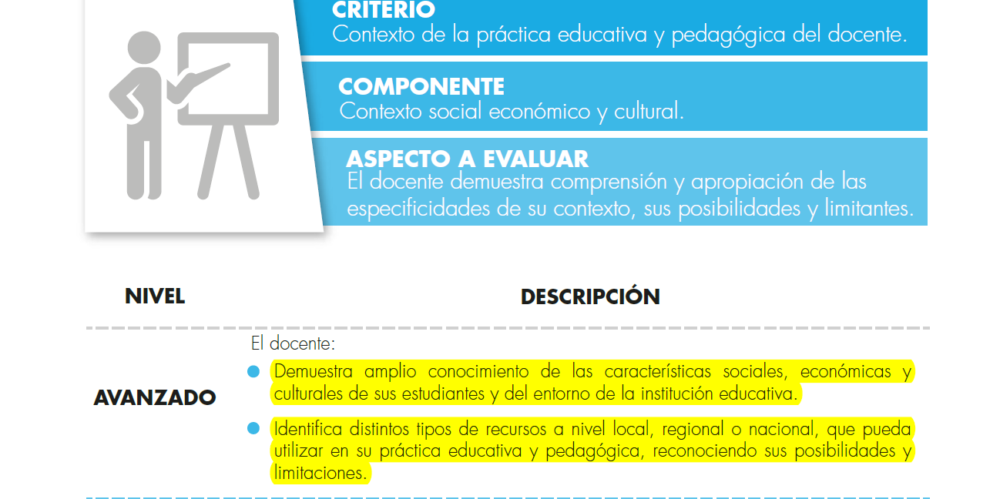 CRITERIO
Contexto de la práctica educativa y pedagógica del docente.
COMPONENTE
Contexto social económico y cultural.
ASPECTO A EVALUAR
El docente demuestra comprensión y apropiación de las
especificidades de su contexto, sus posibilidades y limitantes.
NIVEL
DESCRIPCIÓN
El docente:
AVANZADO
Demuestra amplio conocimiento de las características sociales, económicas y
culturales de sus estudiantes y del entorno de la institución educativa.
Identifica distintos tipos de recursos a nivel local, regional o nacional, que pueda
utilizar en su práctica educativa y pedagógica, reconociendo sus posibilidades y
limitaciones.